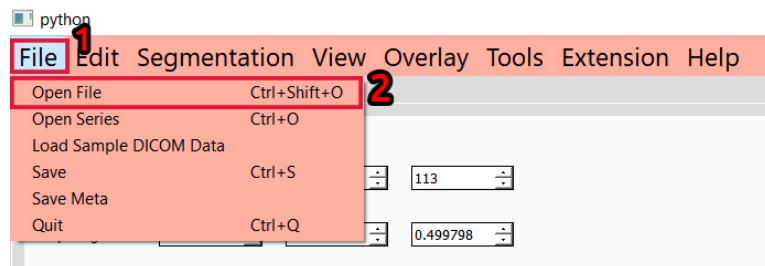 python
1
File Edit Segmentation View Overlay Tools Extension Help
Open File Ctrl+Shift+O
2
Open Series Ctrl+O
Load Sample DICOM Data
Save Ctrl+S
113
Save Meta
Quit Ctrl+Q
0.499798